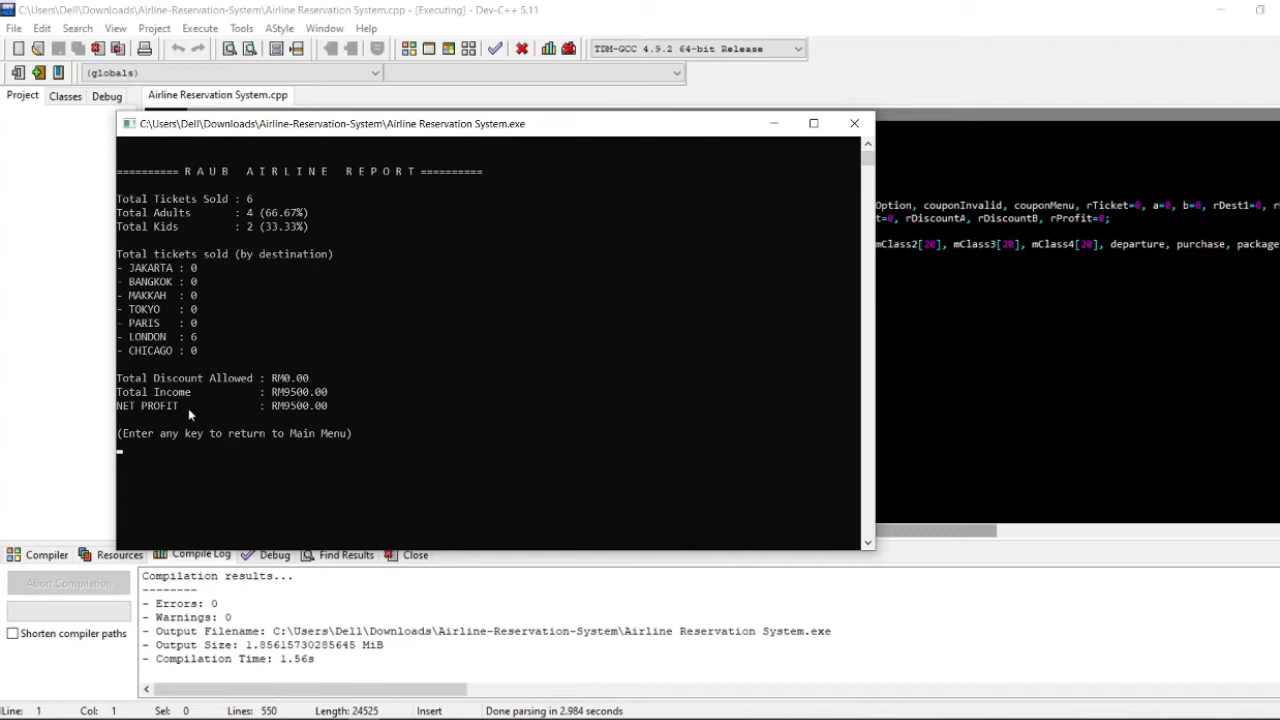 C:\Users\Dell\Downloads\Airline-Reservation-System\Airline Reservation System.cpp - [Executing] - Dev-C++ 5.11
File Edit Search View Project Execute Tools AStyle Window Help
TDM-GCC 4.9.2 64-bit Release
(globals)
Project Classes Debug Airline Reservation System.cpp
C:\Users\Dell\Downloads\Airline-Reservation-System\Airline Reservation System.exe
========== R A U B   A I R L I N E   R E P O R T ==========
Total Tickets Sold : 6
Option, couponInvalid, couponMenu, rTicket=0, a=0, b=0, rDest1=0, r
Total Adults : 4 (66.67%)
t=0, rDiscountA, rDiscountB, rProfit=0;
Total Kids : 2 (33.33%)
mClass2[20], mClass3[20], mClass4[20], departure, purchase, package
Total tickets sold (by destination)
- JAKARTA : 0
- BANGKOK : 0
- MAKKAH : 0
- TOKYO : 0
- PARIS : 0
- LONDON : 6
- CHICAGO : 0
Total Discount Allowed : RM0.00
Total Income : RM9500.00
NET PROFIT : RM9500.00
(Enter any key to return to Main Menu)
Compiler Resources Compile Log Debug Find Results Close
Abort Compilation
Shorten compiler paths
Compilation results...
--------
- Errors: 0
- Warnings: 0
- Output Filename: C:\Users\Dell\Downloads\Airline-Reservation-System\Airline Reservation System.exe
- Output Size: 1.85615730285645 MiB
- Compilation Time: 1.56s
Line: 1 Col: 1 Sel: 0 Lines: 550 Length: 24525 Insert Done parsing in 2.984 seconds